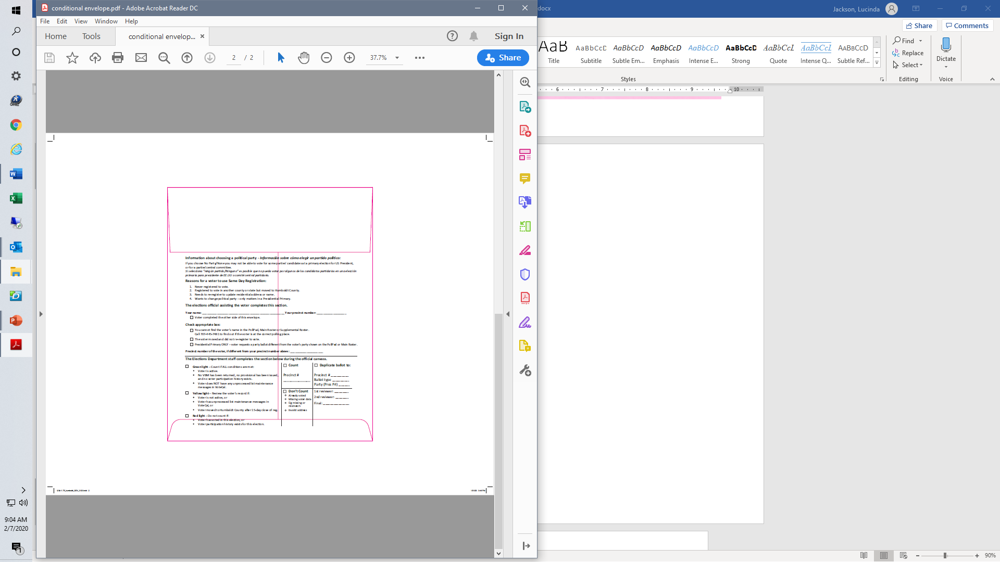 conditional envelope.pdf - Adobe Acrobat Reader DC
docx
Jackson, Lucinda
File Edit View Window Help
Share
Comments
Home Tools conditional envelop... Sign In
2 / 2 37.7% Share
AaB AaBbCcD AaBbCcD AaBbCcD AaBbCcD AaBbCcD AaBbCcL AaBbCcL AaBbCcD
Title Subtitle Subtle Em... Emphasis Intense E... Strong Quote Intense Q... Subtle Ref...
Find
Replace
Select
Dictate
Styles Editing Voice
6 7 8 9 10
Information about choosing a political party - Información sobre cómo elegir un partido político:
If you choose No Party/None you may not be able to vote for some parties' candidates at a primary election for US President,
or for a parties' central committee.
Si selecciona "ningún partido/Ninguno" es posible que no pueda votar por algunos de los candidatos partidarios en una elección
primaria para presidente de EE.UU o comité central partidario.
Reasons for a voter to use Same Day Registration:
1. Never registered to vote.
2. Registered to vote in another county or state but moved to Humboldt County.
3. Needs to re-register to update residential address or name.
4. Wants to change political party – only matters in a Presidential Primary.
The elections official assisting the voter completes this section.
Your name: Your precinct number:
Voter completed the other side of this envelope.
Check appropriate box:
You cannot find the voter's name in the PollPad, Main Roster or Supplemental Roster.
Call 707-445-7481 to find out if the voter is at the correct polling place.
The voter moved and did not re-register to vote.
Presidential Primary ONLY – voter requests a party ballot different from the voter's party shown on the PollPad or Main Roster.
Precinct number of the voter, if different from your precinct number above:
The Elections Department staff completes the section below during the official canvass.
Green light – Count if ALL conditions are met:
• Voter is active.
• No VBM has been returned, no provisional has been issued,
and no voter participation history exists.
• Voter does NOT have any unprocessed list maintenance
messages in VoteCal.
Yellow light – Review the voter's record if:
• Voter is not active, or
• Voter has unprocessed list maintenance messages in
VoteCal, or
• Voter moved to Humboldt County after 15-day close of reg.
Red light – Do not count if:
• Voter has voted in this election, or
• Voter participation history exists for this election.
Count
Precinct #
Don't Count
Already voted
Missing voter data
Sig missing or
mismatch
Invalid address
Duplicate ballot to:
Precinct #
Ballot type
Party (Pres Pri)
1st reviewer:
2nd reviewer:
Final:
9:04 AM
2/7/2020
1
90%